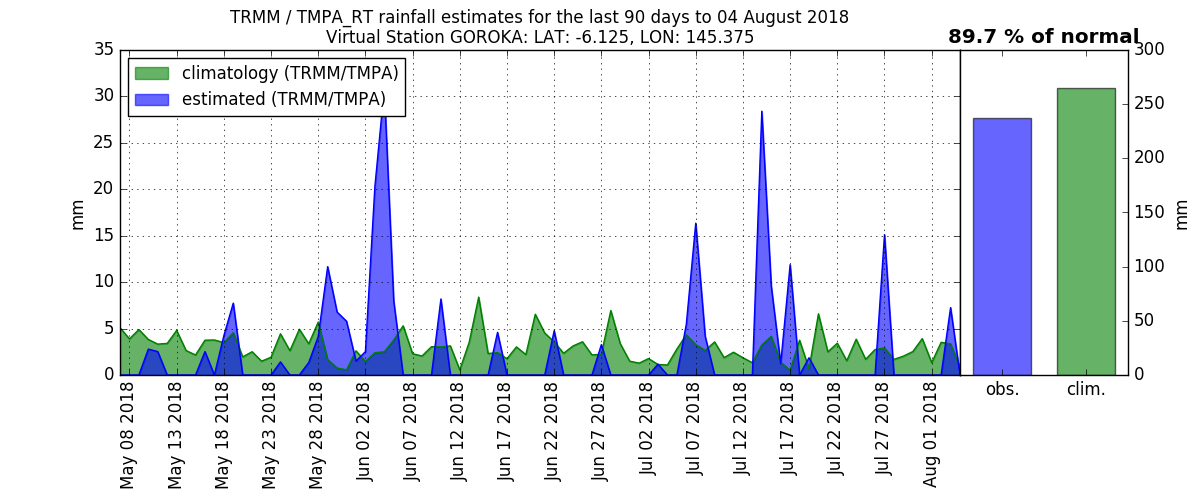 TRMM / TMPA_RT rainfall estimates for the last 90 days to 04 August 2018
Virtual Station GOROKA: LAT: -6.125, LON: 145.375
89.7 % of normal
climatology (TRMM/TMPA)
estimated (TRMM/TMPA)
35
30
25
20
15
10
5
0
mm
May 08 2018
May 13 2018
May 18 2018
May 23 2018
May 28 2018
Jun 02 2018
Jun 07 2018
Jun 12 2018
Jun 17 2018
Jun 22 2018
Jun 27 2018
Jul 02 2018
Jul 07 2018
Jul 12 2018
Jul 17 2018
Jul 22 2018
Jul 27 2018
Aug 01 2018
obs.
clim.
300
250
200
150
100
50
0
mm